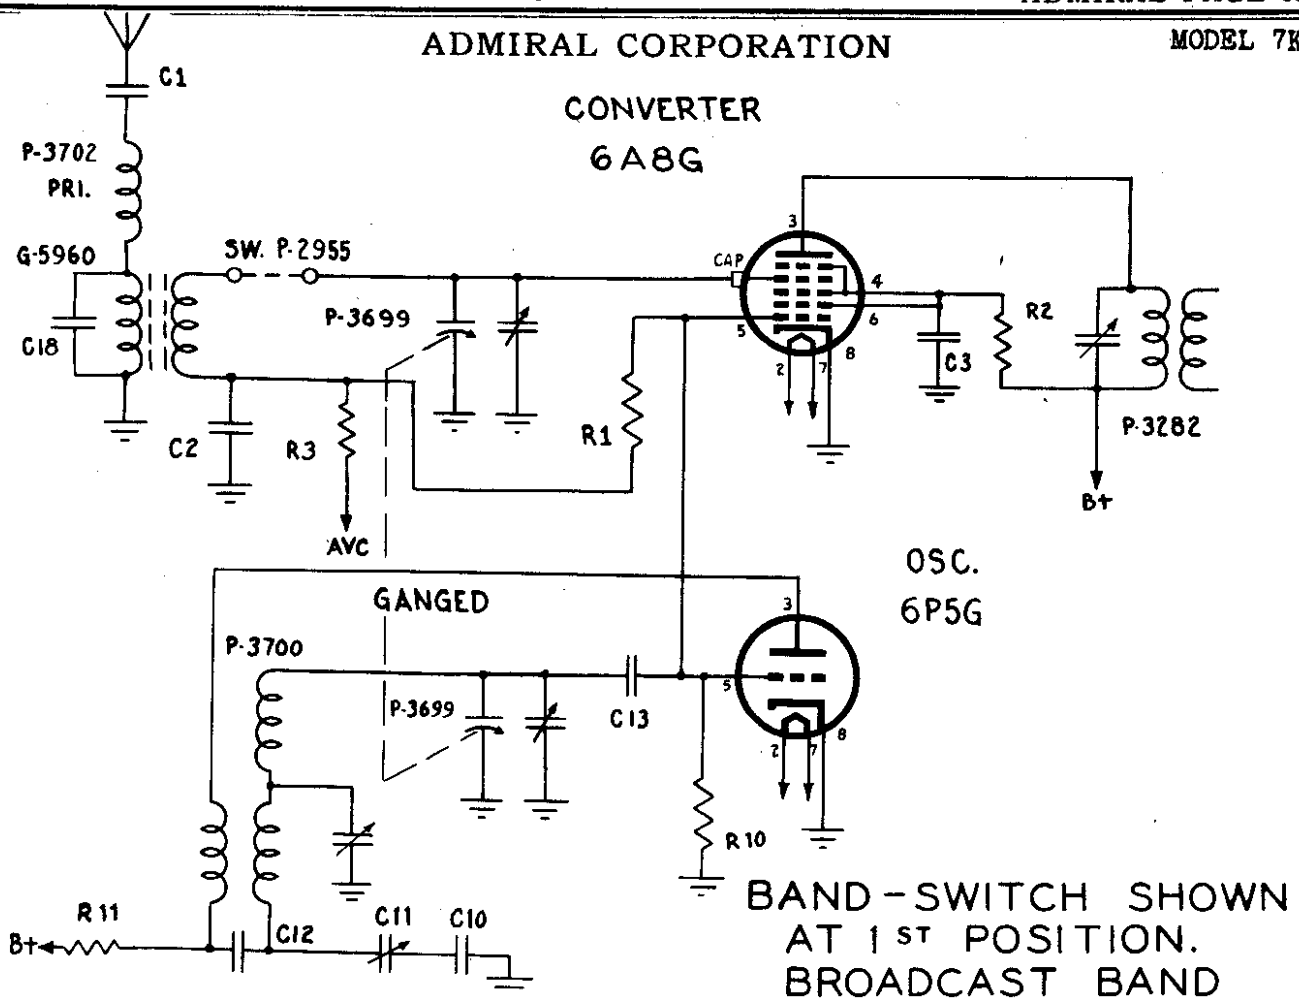 ADMIRAL CORPORATION
MODEL 7K
CONVERTER
6A8G
C1
P-3702
PRI.
G-5960
SW. P-2955
C18
P-3699
CAP
3
4
5
6
8
2
7
C3
R2
P-3282
B+
C2
R3
R1
AVC
OSC.
6P5G
GANGED
P-3700
P-3699
C13
3
5
2
7
8
R10
R11
B+
C12
C11
C10
BAND-SWITCH SHOWN
AT 1ST POSITION.
BROADCAST BAND